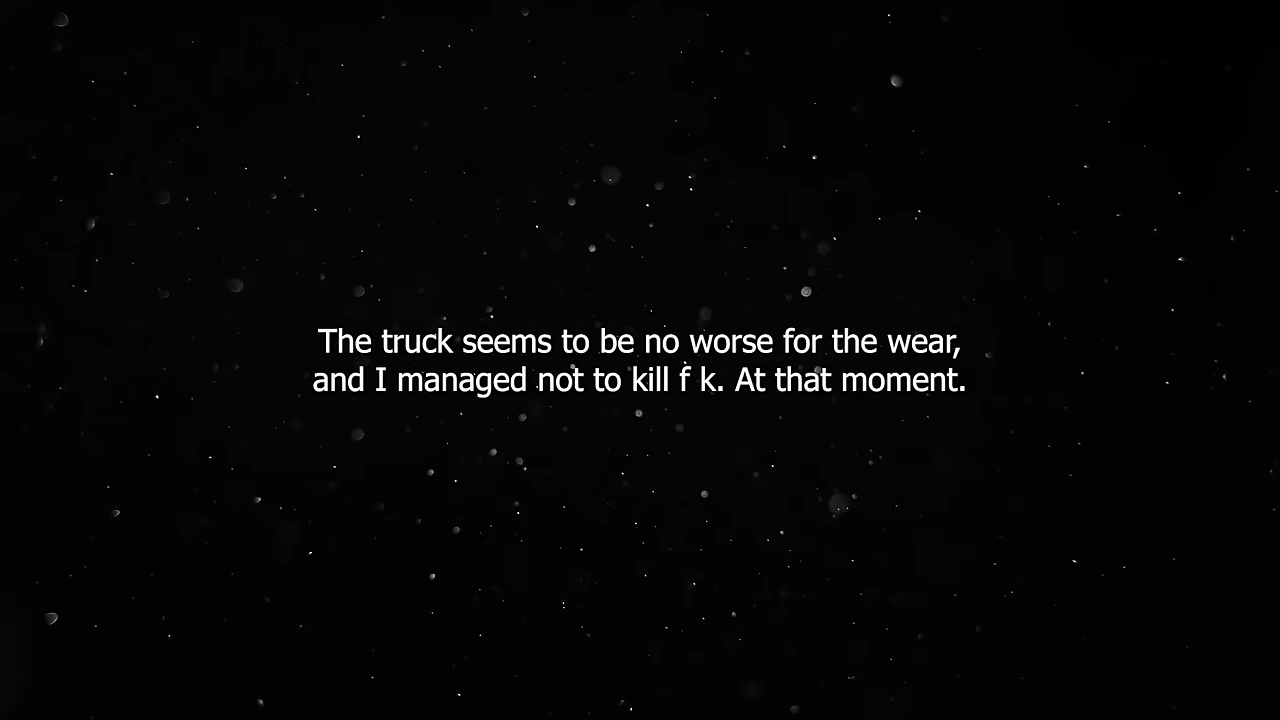 The truck seems to be no worse for the wear,
and I managed not to kill f k. At that moment.